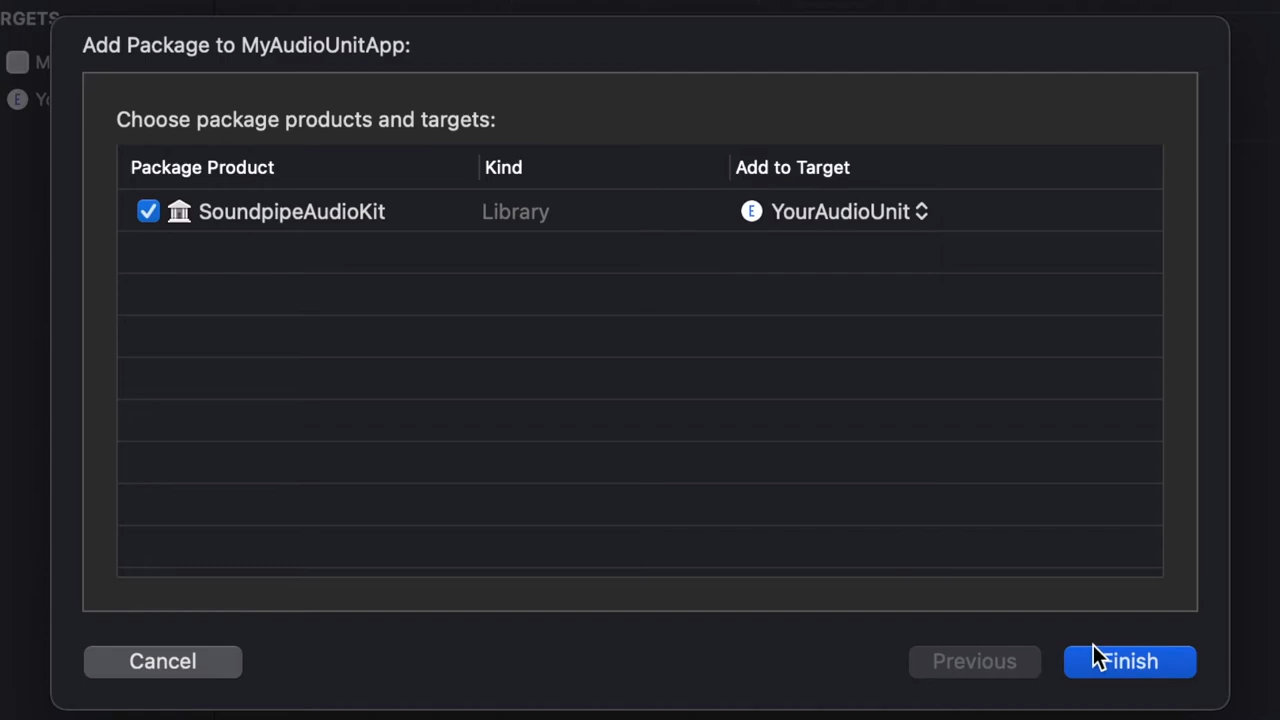 RGETS
Add Package to MyAudioUnitApp:
M
E Yo
Choose package products and targets:
Package Product Kind Add to Target
SoundpipeAudioKit Library E YourAudioUnit
Cancel Previous Finish